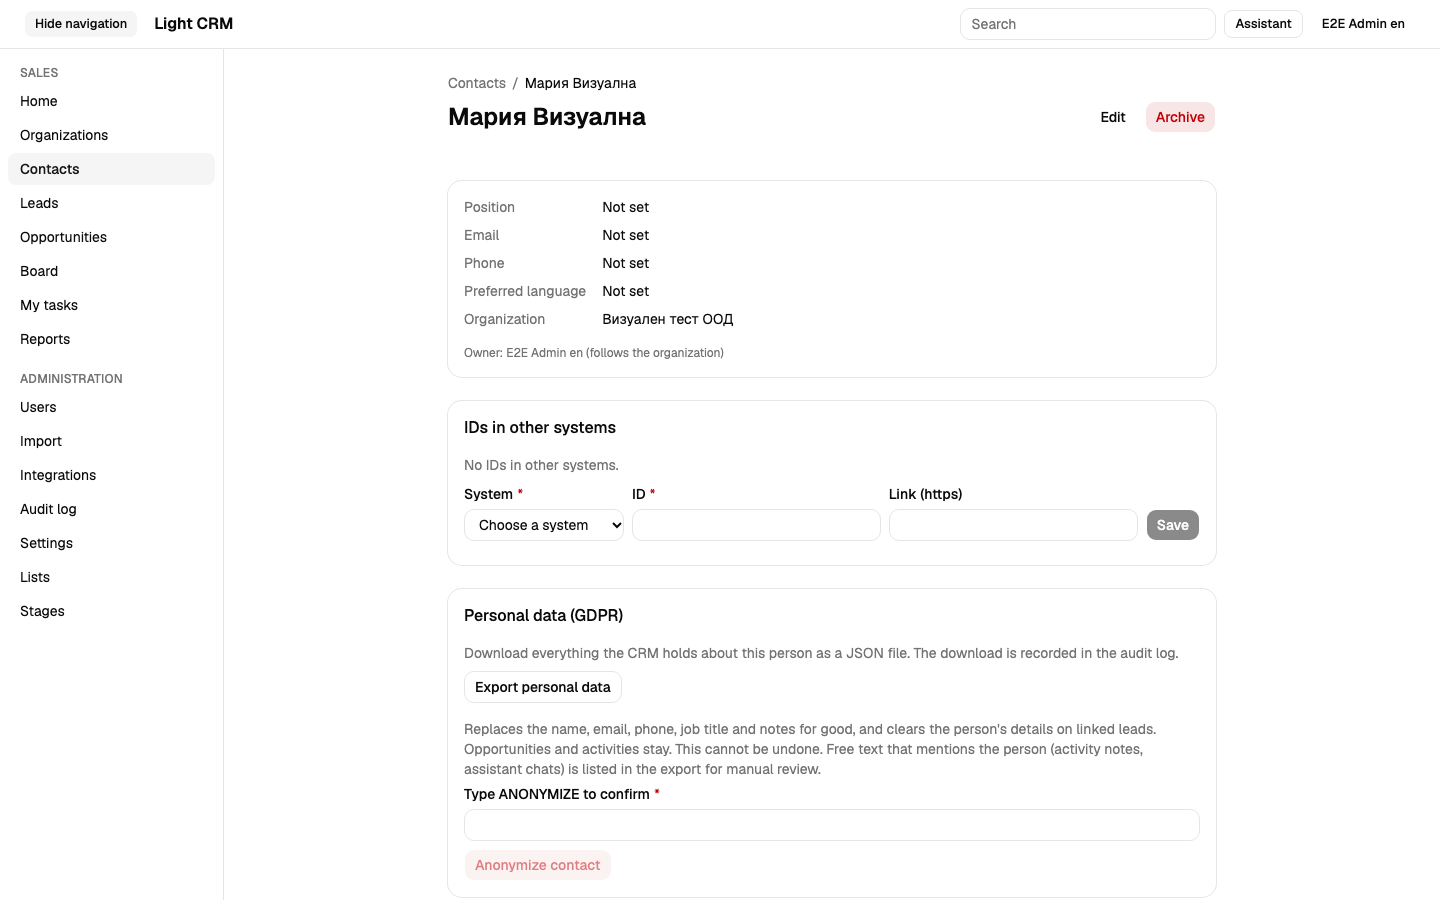 Hide navigation
Light CRM
Search
Assistant
E2E Admin en
SALES
Home
Organizations
Contacts
Leads
Opportunities
Board
My tasks
Reports
ADMINISTRATION
Users
Import
Integrations
Audit log
Settings
Lists
Stages
Contacts / Мария Визуална
Мария Визуална
Edit
Archive
Position Not set
Email Not set
Phone Not set
Preferred language Not set
Organization Визуален тест ООД
Owner: E2E Admin en (follows the organization)
IDs in other systems
No IDs in other systems.
System * ID * Link (https)
Choose a system
Save
Personal data (GDPR)
Download everything the CRM holds about this person as a JSON file. The download is recorded in the audit log.
Export personal data
Replaces the name, email, phone, job title and notes for good, and clears the person's details on linked leads.
Opportunities and activities stay. This cannot be undone. Free text that mentions the person (activity notes,
assistant chats) is listed in the export for manual review.
Type ANONYMIZE to confirm *
Anonymize contact